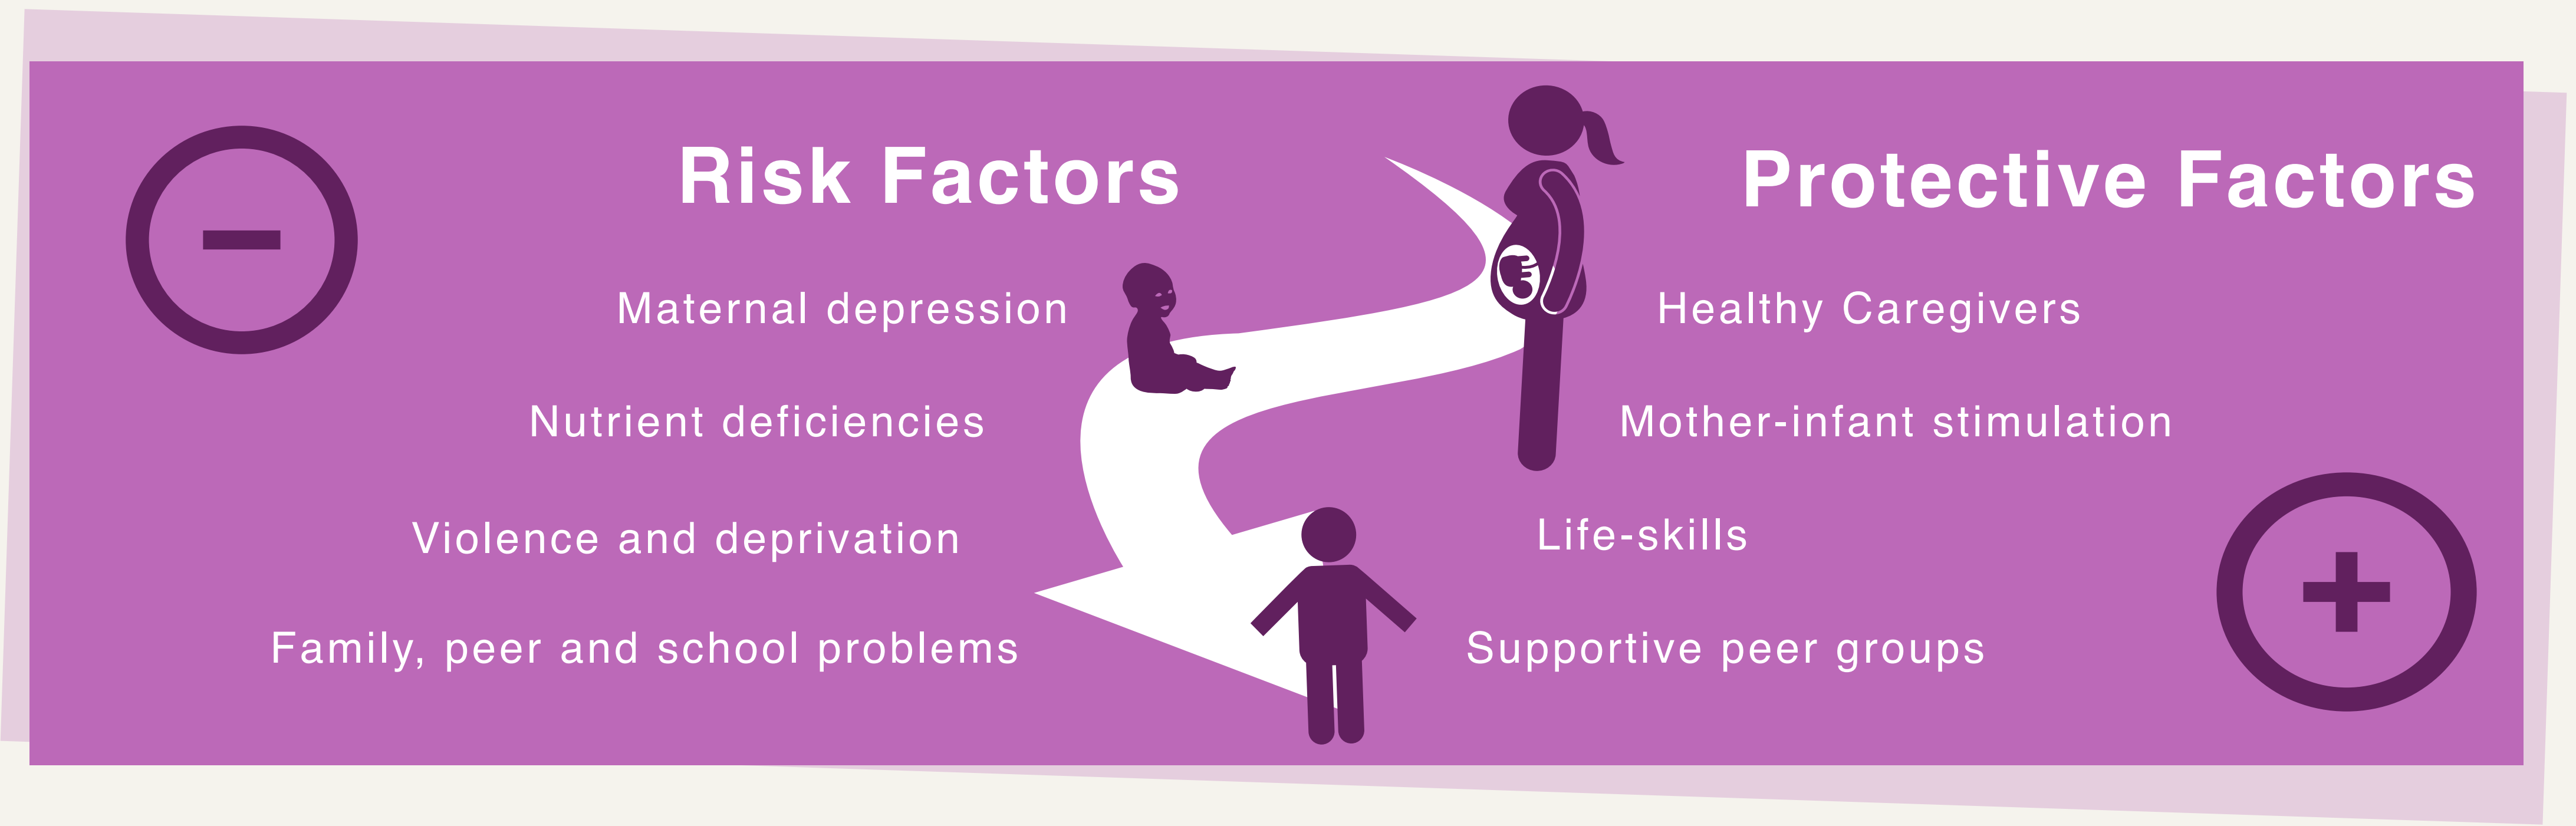 Risk Factors
Maternal depression
Nutrient deficiencies
Violence and deprivation
Family, peer and school problems
Protective Factors
Healthy Caregivers
Mother-infant stimulation
Life-skills
Supportive peer groups